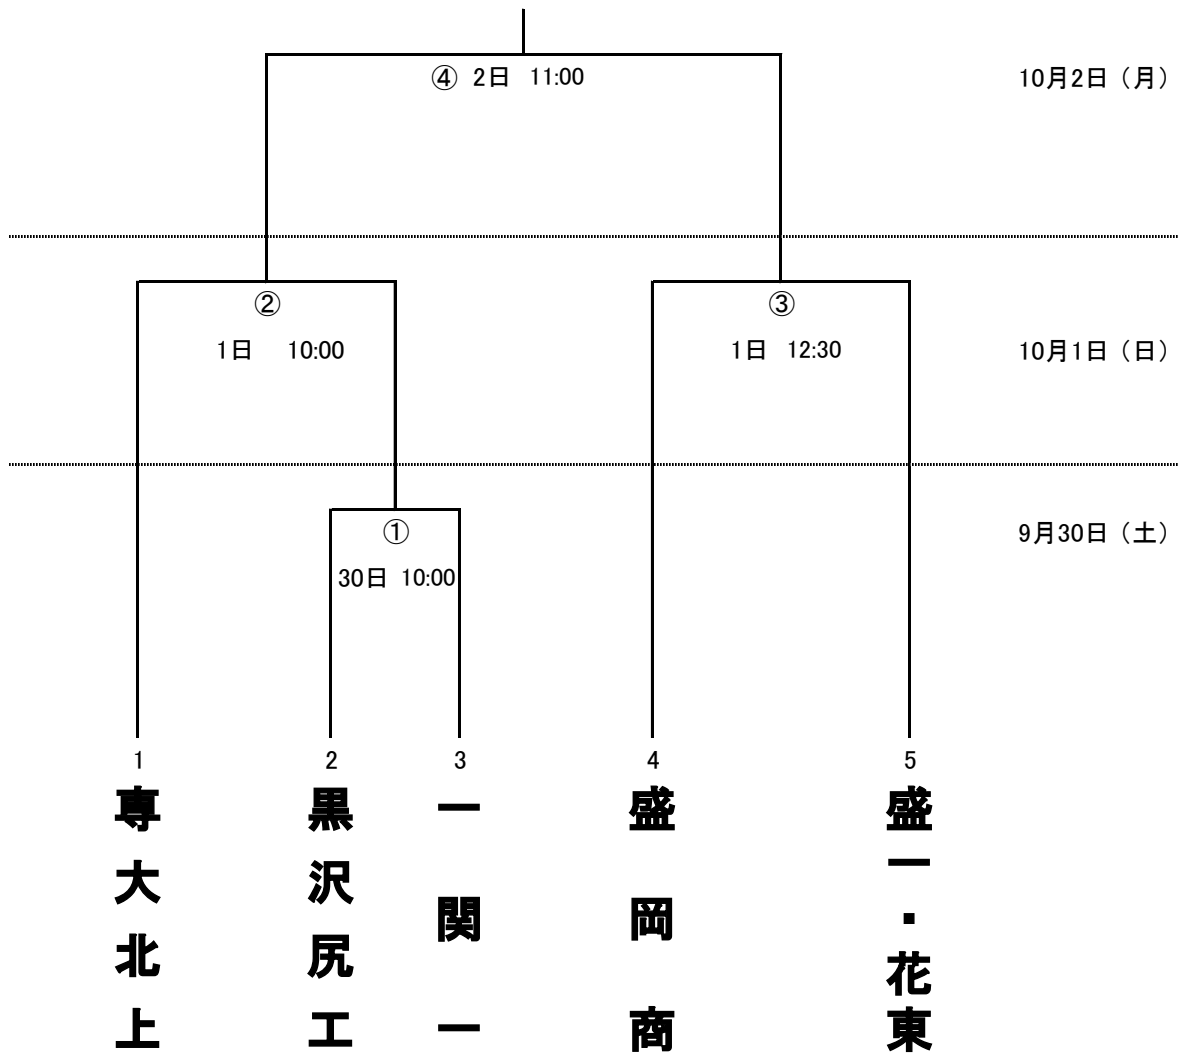 ④ 2日 11:00
10月2日（月）
②
③
1日 10:00
1日 12:30
10月1日（日）
①
9月30日（土）
30日 10:00
1
2
3
4
5
専大北上
黒沢尻工
一関一
盛岡商
盛一・花東